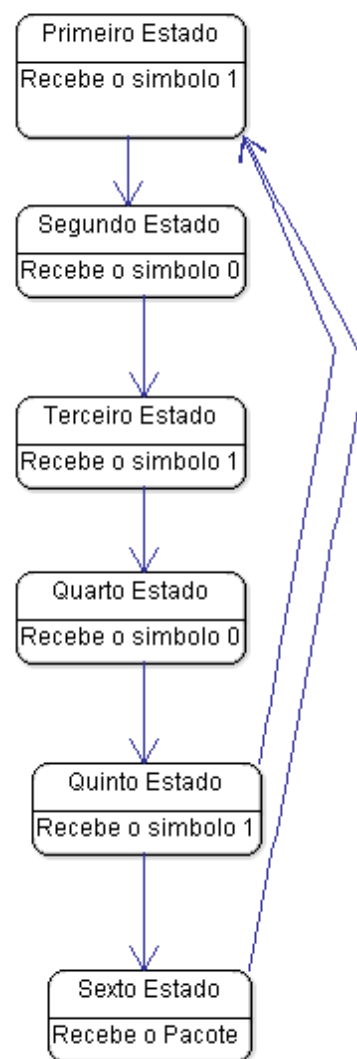 Primeiro Estado
Recebe o simbolo 1
Segundo Estado
Recebe o simbolo 0
Terceiro Estado
Recebe o simbolo 1
Quarto Estado
Recebe o simbolo 0
Quinto Estado
Recebe o simbolo 1
Sexto Estado
Recebe o Pacote